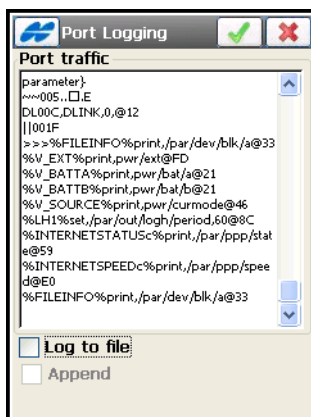 Port Logging
Port traffic
parameter}
~~005..□.E
DL00C,DLINK,0,@12
||001F
>>>%FILEINFO%print,/par/dev/blk/a@33
%V_EXT%print,pwr/ext@FD
%V_BATTA%print,pwr/bat/a@21
%V_BATTB%print,pwr/bat/b@21
%V_SOURCE%print,pwr/curmode@46
%LH1%set,/par/out/logh/period,60@8C
%INTERNETSTATUSc%print,/par/ppp/stat
e@59
%INTERNETSPEEDc%print,/par/ppp/spee
d@E0
%FILEINFO%print,/par/dev/blk/a@33
Log to file
Append